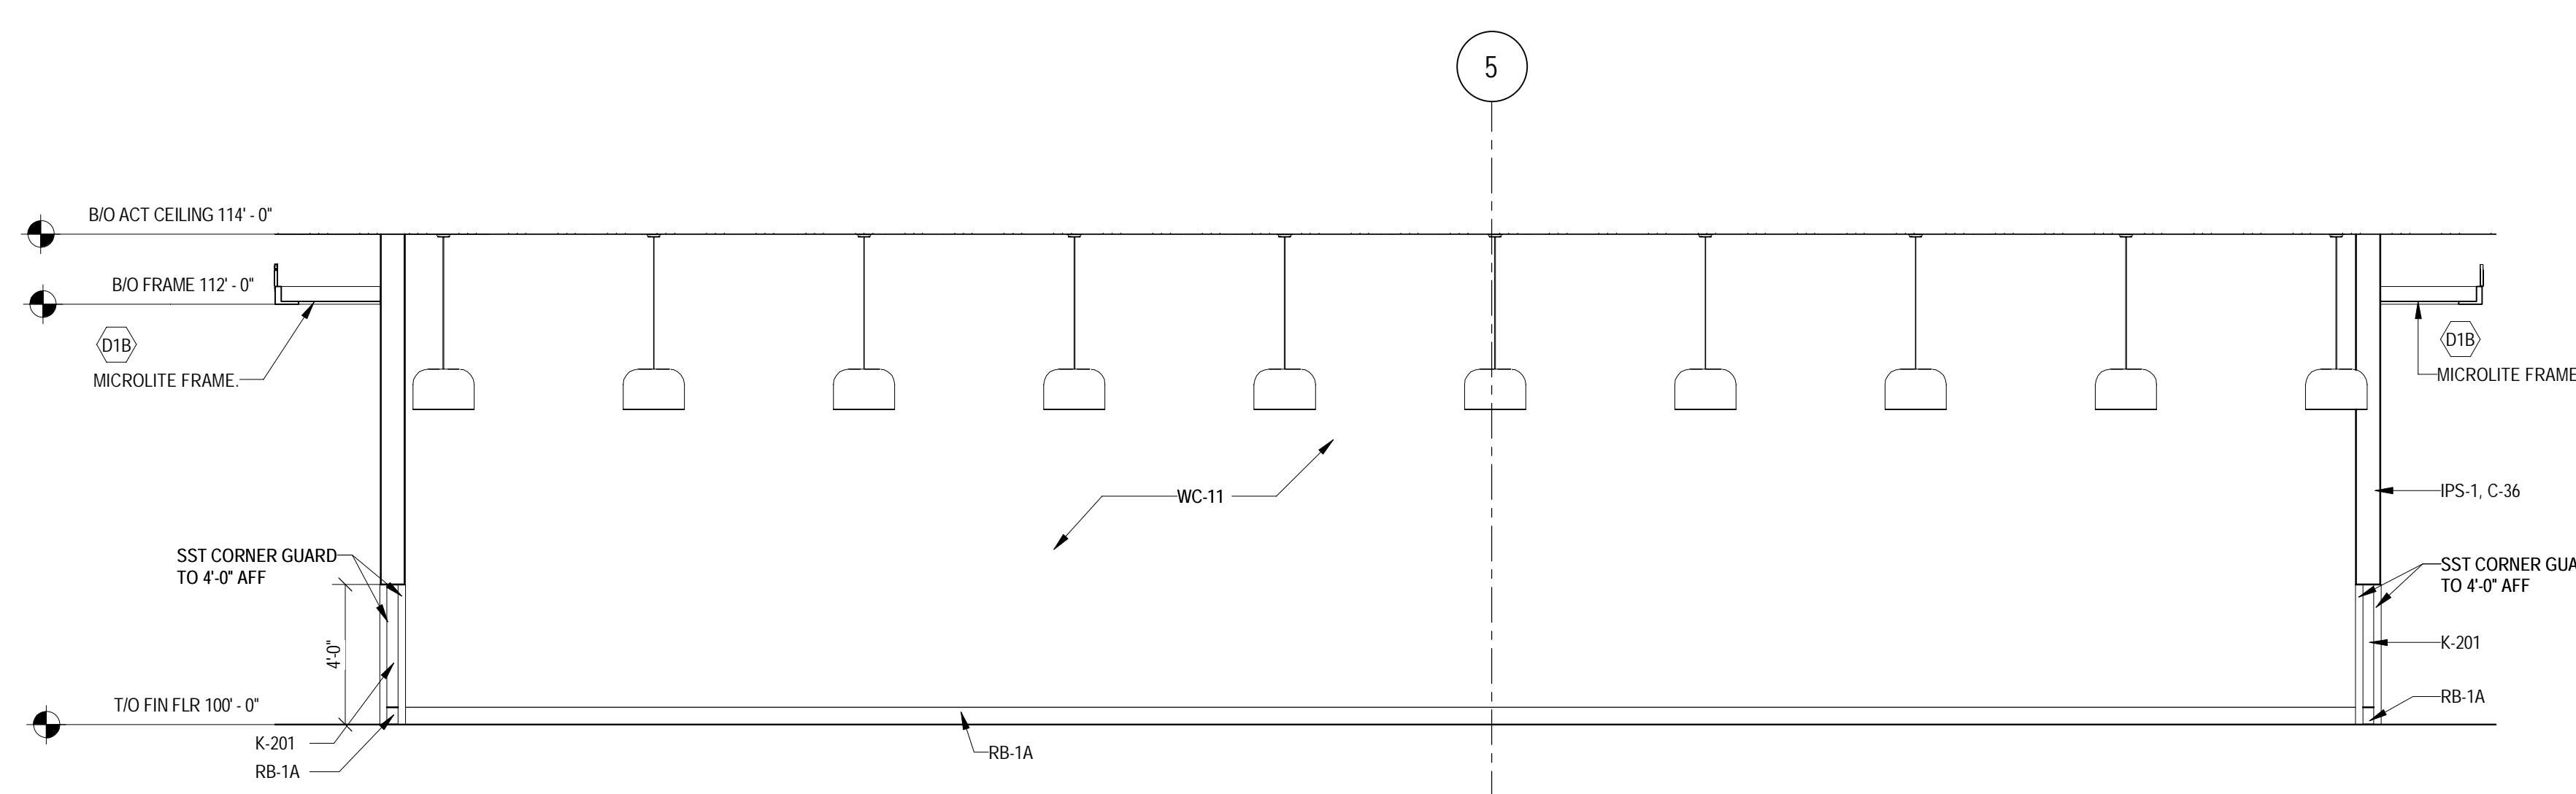 5
B/O ACT CEILING 114' - 0"
B/O FRAME 112' - 0"
D1B
MICROLITE FRAME.
D1B
MICROLITE FRAME
WC-11
IPS-1, C-36
SST CORNER GUARD
TO 4'-0" AFF
SST CORNER GUA
TO 4'-0" AFF
4'-0"
K-201
T/O FIN FLR 100' - 0"
RB-1A
K-201
RB-1A
RB-1A